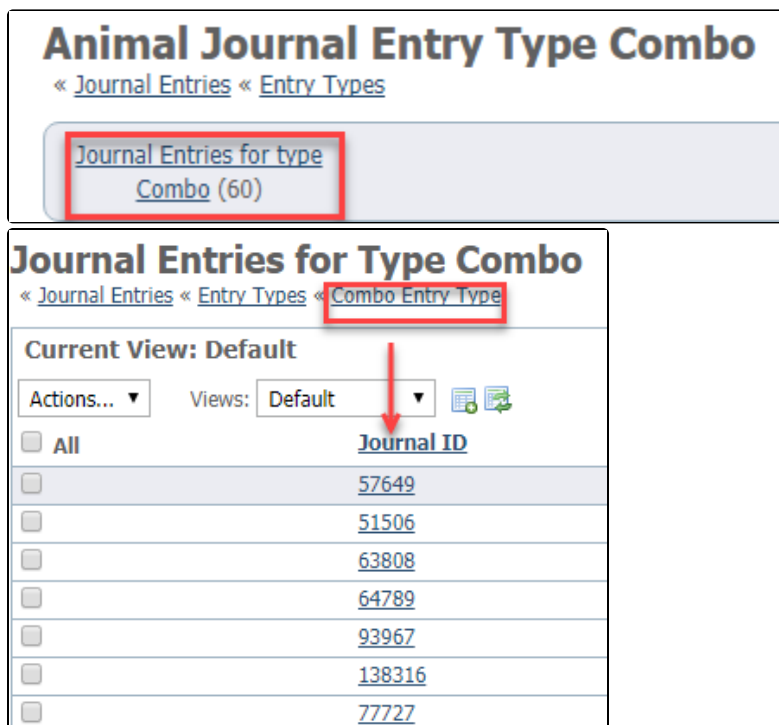 Animal Journal Entry Type Combo
« Journal Entries « Entry Types
Journal Entries for type
Combo (60)
Journal Entries for Type Combo
« Journal Entries « Entry Types « Combo Entry Type
Current View: Default
Actions... ▼ Views: Default ▼
All Journal ID
57649
51506
63808
64789
93967
138316
77727